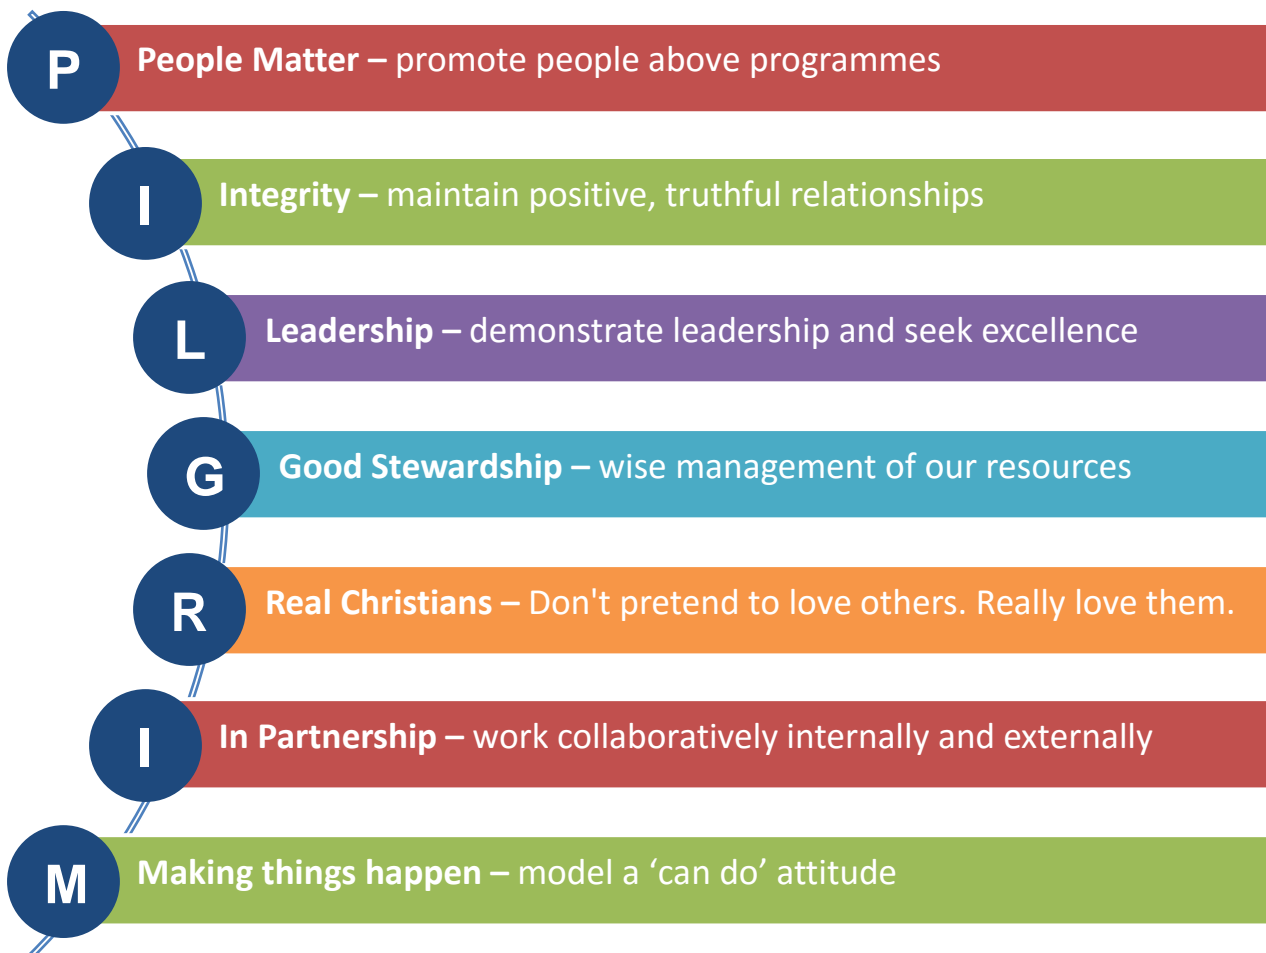 P
People Matter – promote people above programmes
I
Integrity – maintain positive, truthful relationships
L
Leadership – demonstrate leadership and seek excellence
G
Good Stewardship – wise management of our resources
R
Real Christians – Don't pretend to love others. Really love them.
I
In Partnership – work collaboratively internally and externally
M
Making things happen – model a ‘can do’ attitude